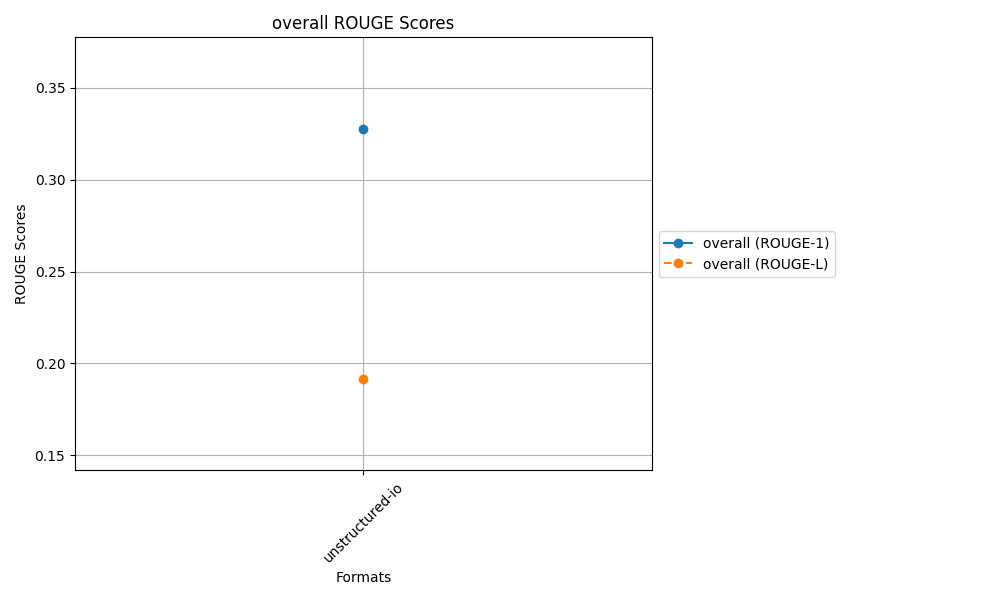 overall ROUGE Scores
ROUGE Scores
0.35
0.30
0.25
0.20
0.15
unstructured-io
Formats
overall (ROUGE-1)
overall (ROUGE-L)